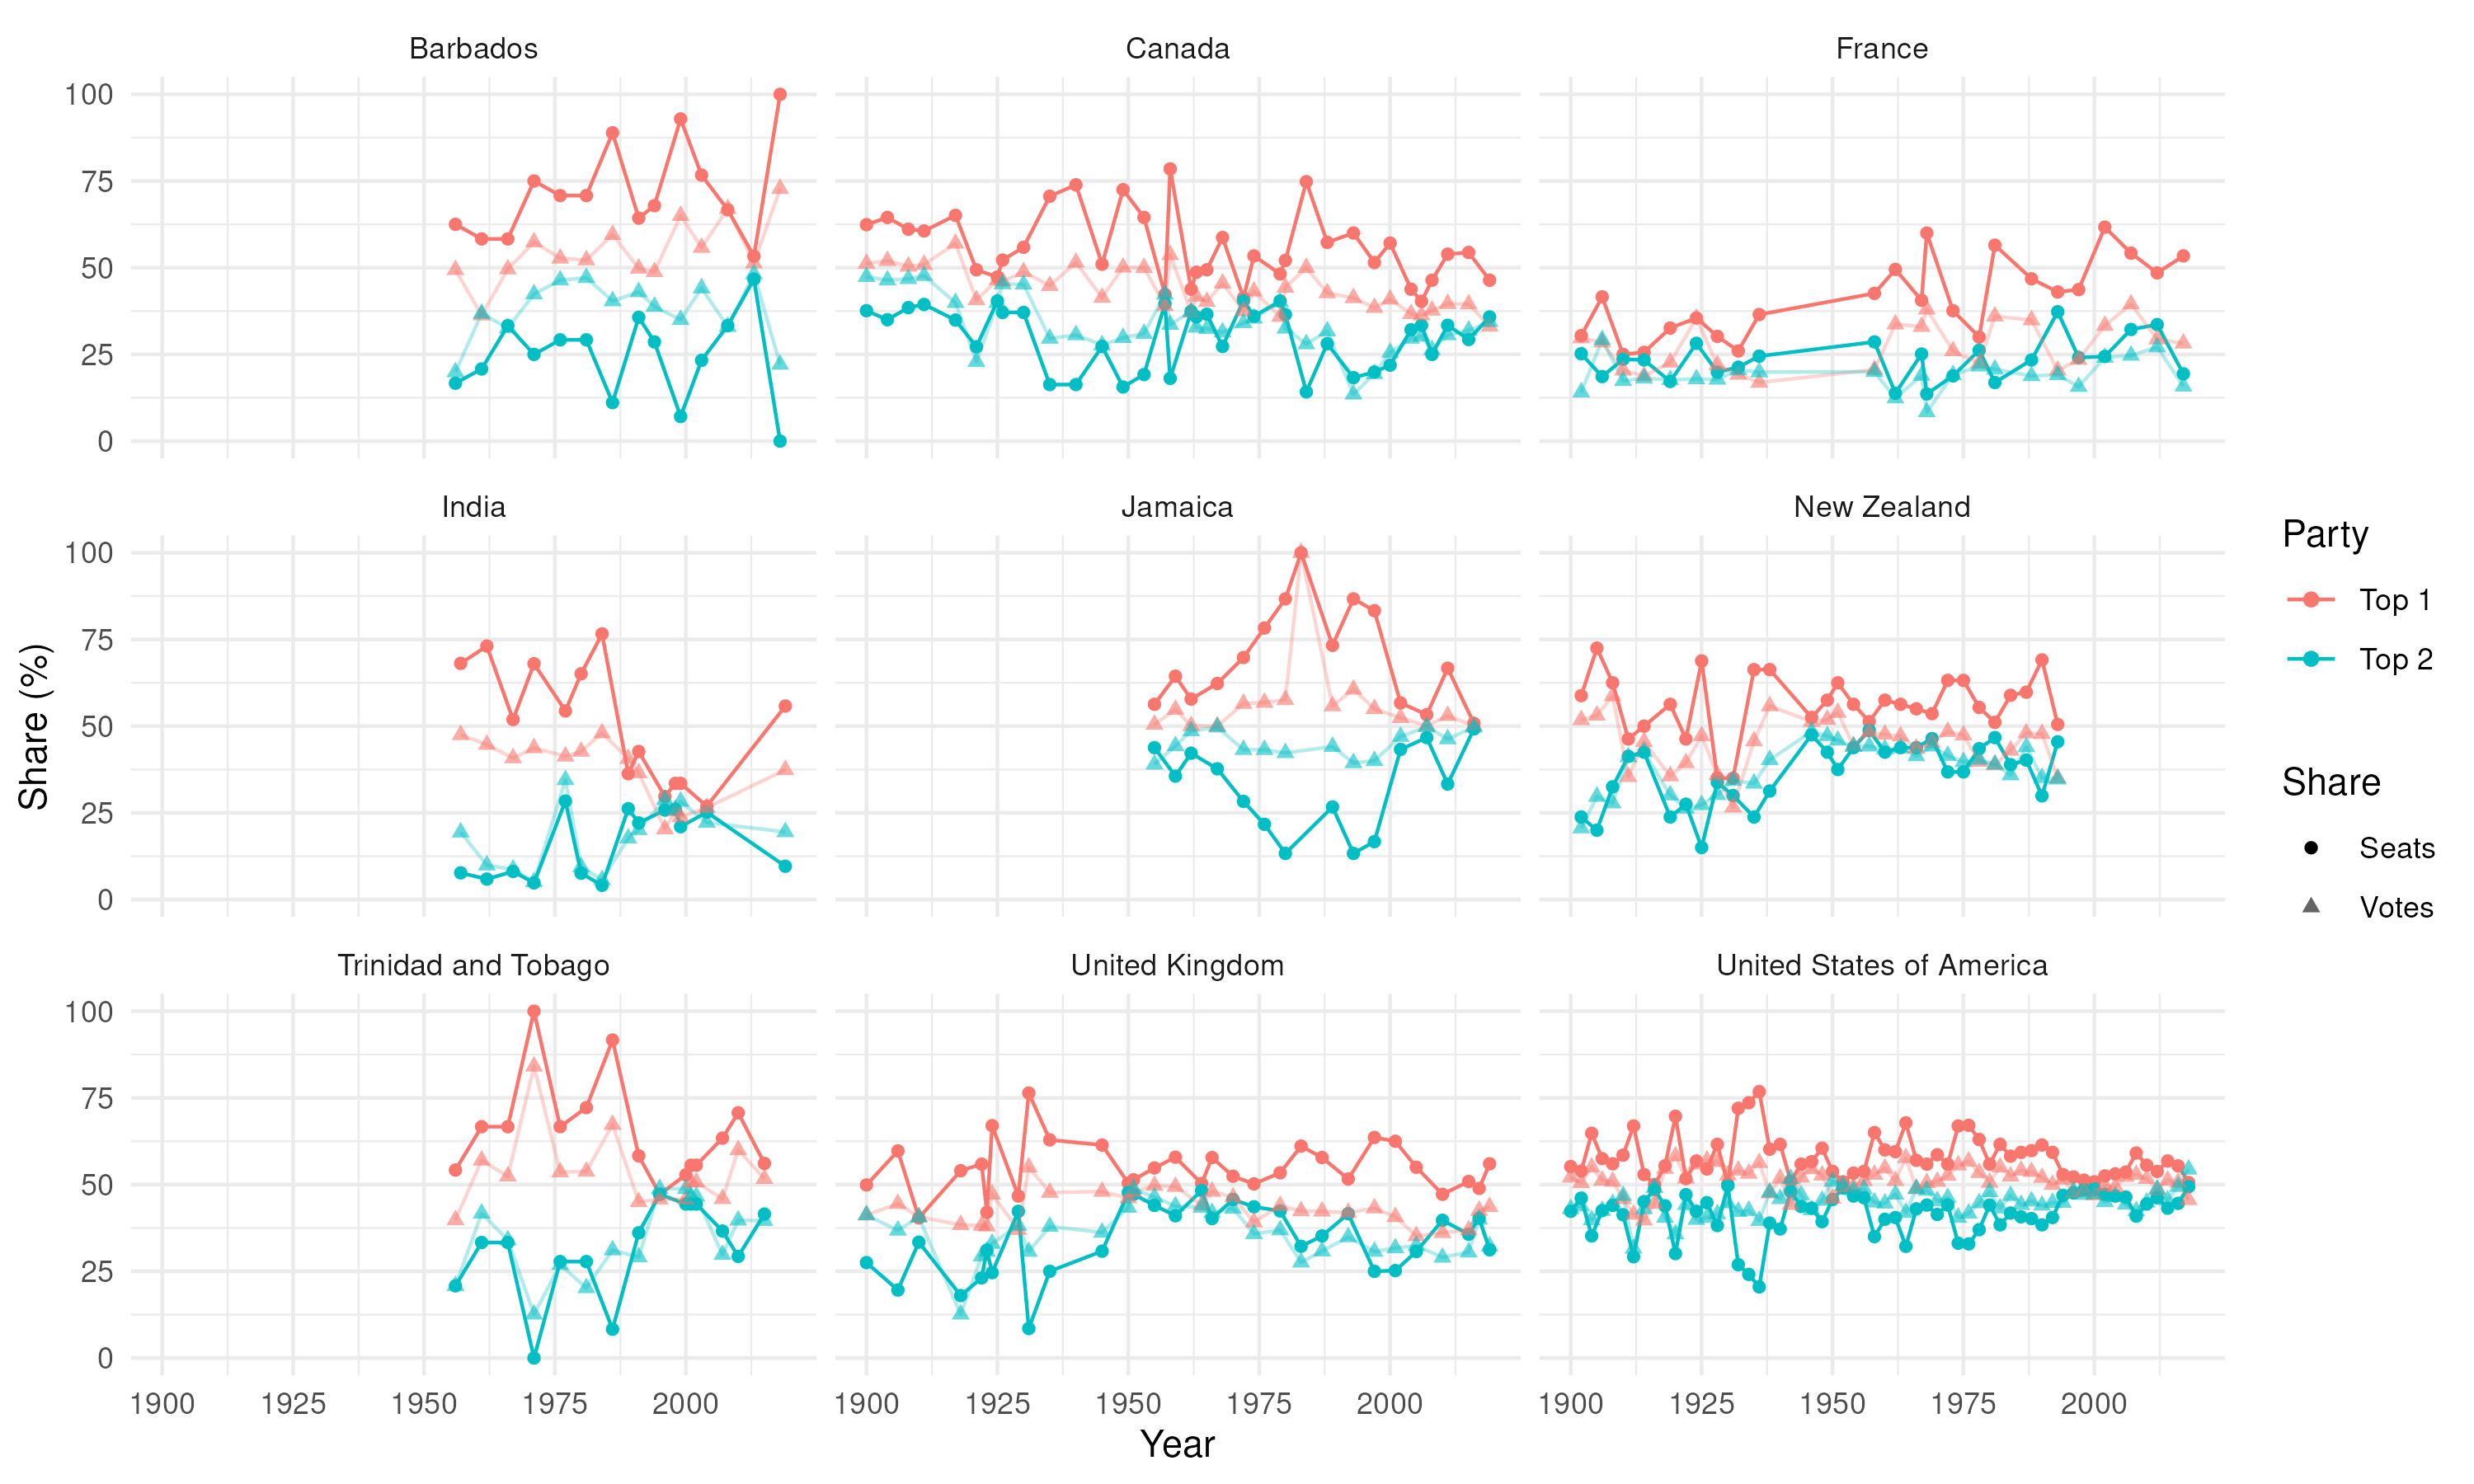 Barbados Canada France
100
75
50
25
0
India Jamaica New Zealand
100
75
50
25
0
Trinidad and Tobago United Kingdom United States of America
100
75
50
25
0
1900 1925 1950 1975 2000 1900 1925 1950 1975 2000 1900 1925 1950 1975 2000
Year
Share (%)
Party
Top 1
Top 2
Share
Seats
Votes